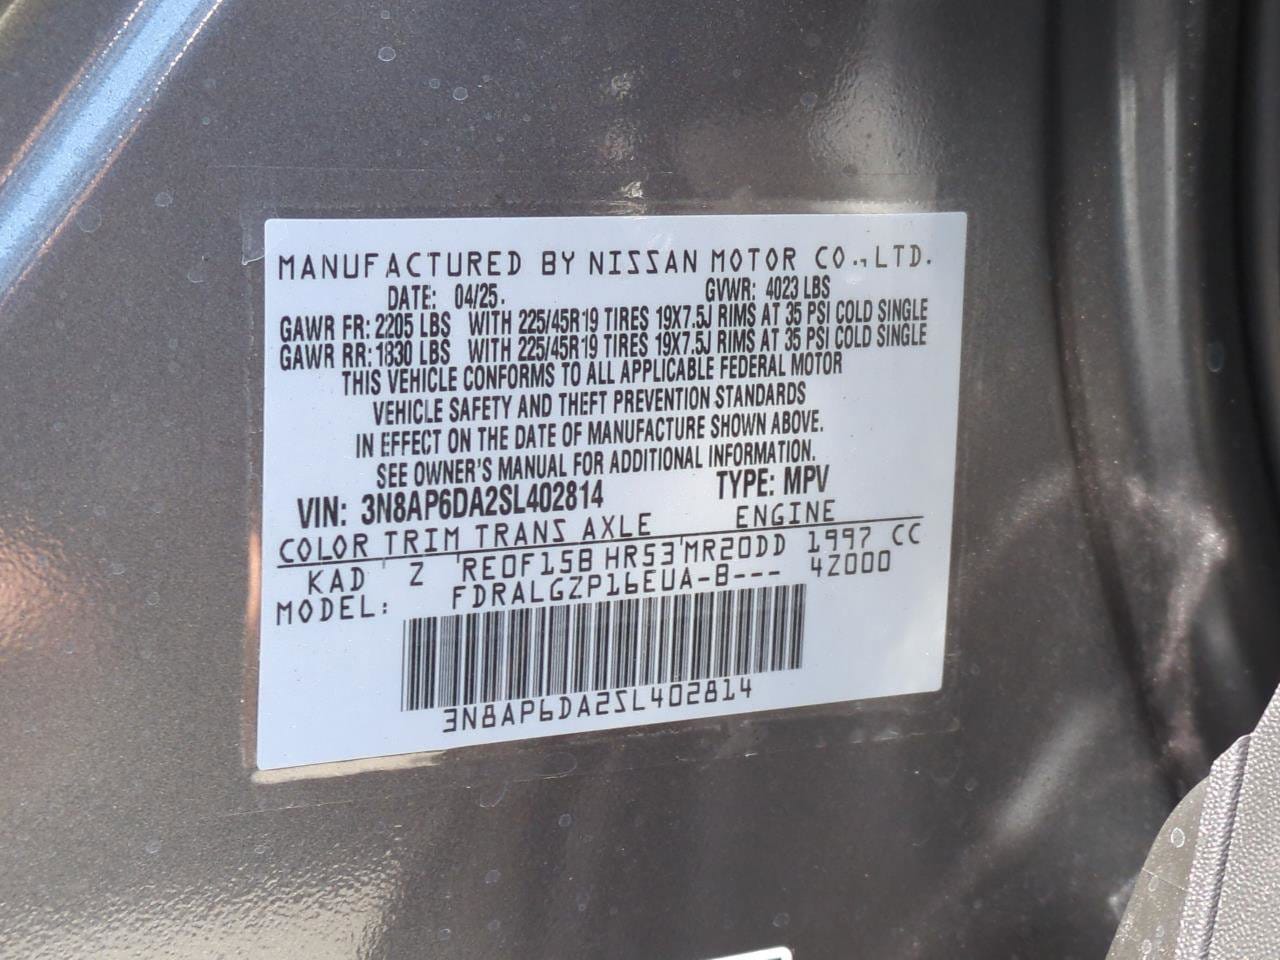 MANUFACTURED BY NISSAN MOTOR CO.,LTD.
DATE: 04/25. GVWR: 4023 LBS
GAWR FR: 2205 LBS WITH 225/45R19 TIRES 19X7.5J RIMS AT 35 PSI COLD SINGLE
GAWR RR: 1830 LBS WITH 225/45R19 TIRES 19X7.5J RIMS AT 35 PSI COLD SINGLE
THIS VEHICLE CONFORMS TO ALL APPLICABLE FEDERAL MOTOR
VEHICLE SAFETY AND THEFT PREVENTION STANDARDS
IN EFFECT ON THE DATE OF MANUFACTURE SHOWN ABOVE.
SEE OWNER'S MANUAL FOR ADDITIONAL INFORMATION.
VIN: 3N8AP6DA2SL402814 TYPE: MPV
COLOR TRIM TRANS AXLE ENGINE
KAD Z RE0F15B HR53 MR20DD 1997 CC
MODEL: FDRALGZP16EUA-B--- 4Z000
3N8AP6DA2SL402814